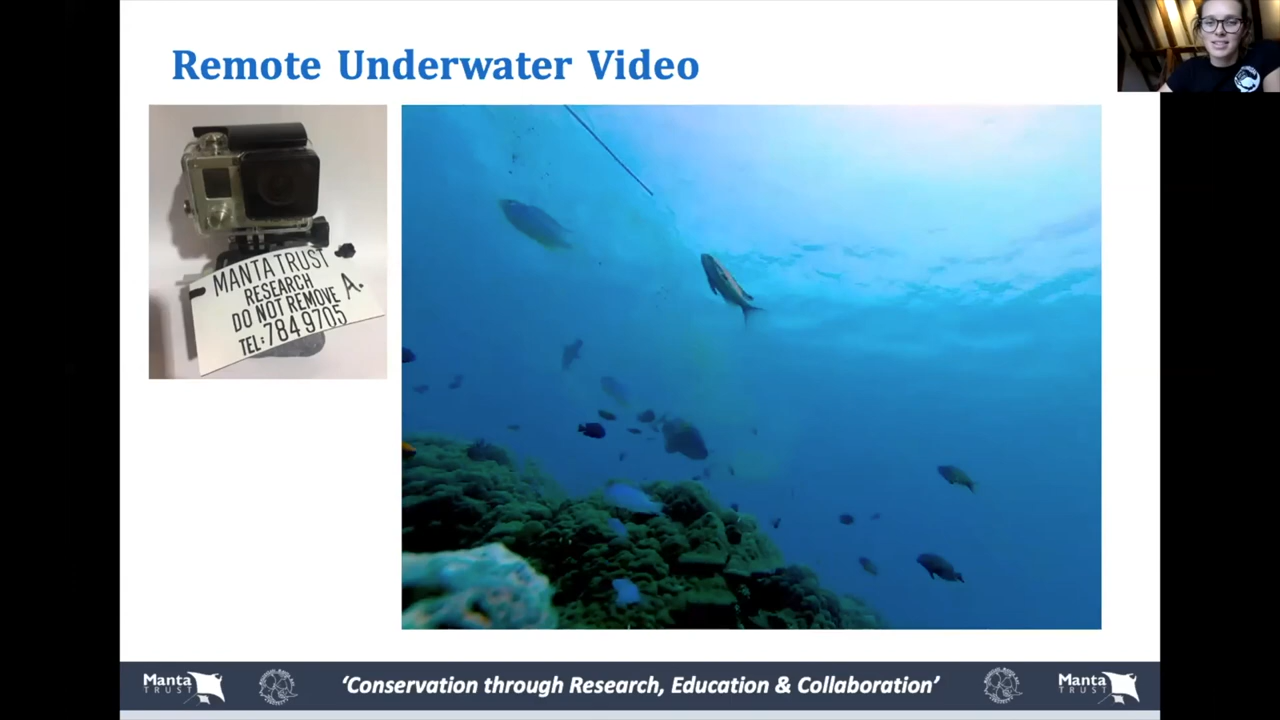 Remote Underwater Video
MANTA TRUST
RESEARCH
DO NOT REMOVE A.
TEL: 784 9705
Manta
TRUST
‘Conservation through Research, Education & Collaboration’
Manta
TRUST